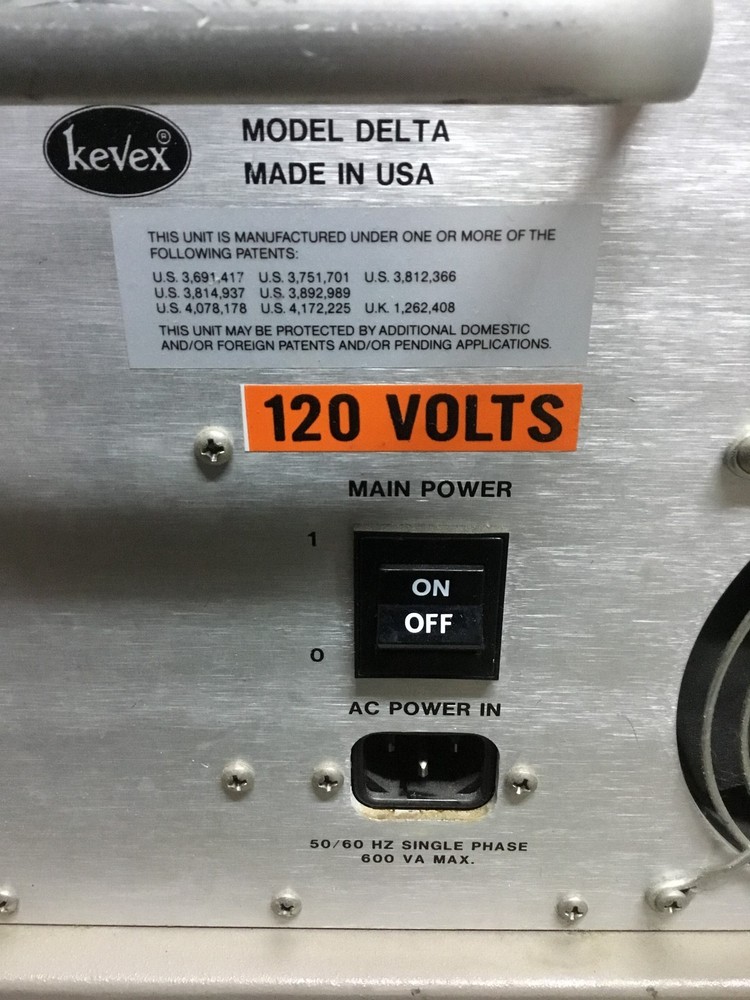 kevex®
MODEL DELTA
MADE IN USA
THIS UNIT IS MANUFACTURED UNDER ONE OR MORE OF THE
FOLLOWING PATENTS:
U.S. 3,691,417 U.S. 3,751,701 U.S. 3,812,366
U.S. 3,814,937 U.S. 3,892,989
U.S. 4,078,178 U.S. 4,172,225 U.K. 1,262,408
THIS UNIT MAY BE PROTECTED BY ADDITIONAL DOMESTIC
AND/OR FOREIGN PATENTS AND/OR PENDING APPLICATIONS.
120 VOLTS
MAIN POWER
1
ON
OFF
0
AC POWER IN
50/60 HZ SINGLE PHASE
600 VA MAX.